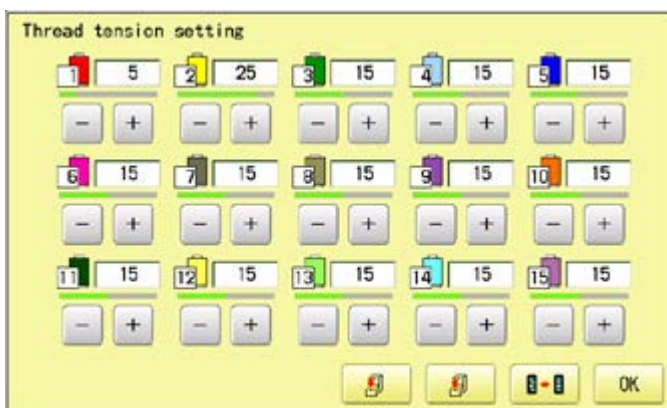 Thread tension setting
1 5 2 25 3 15 4 15 5 15
- + - + - + - + - +
6 15 7 15 8 15 9 15 10 15
- + - + - + - + - +
11 15 12 15 13 15 14 15 15 15
- + - + - + - + - +
OK